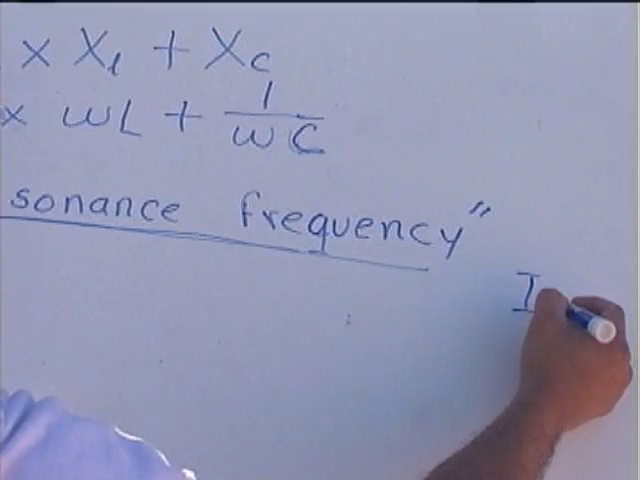 x X_l + X_c
x ωL + 1/ωC
sonance frequency"
I